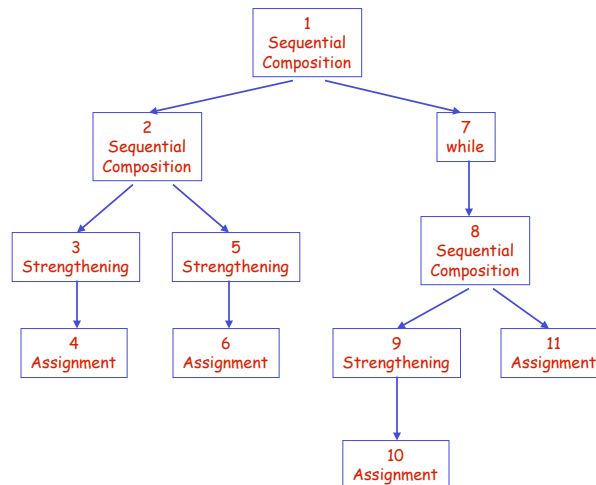 1
Sequential
Composition
2
Sequential
Composition
7
while
3
Strengthening
5
Strengthening
8
Sequential
Composition
4
Assignment
6
Assignment
9
Strengthening
11
Assignment
10
Assignment